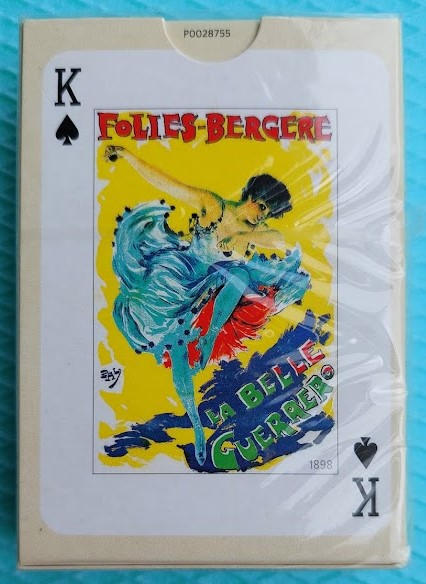 P0028755
K
FOLIES-BERGERE
LA BELLE
GUERRERO
1898
K